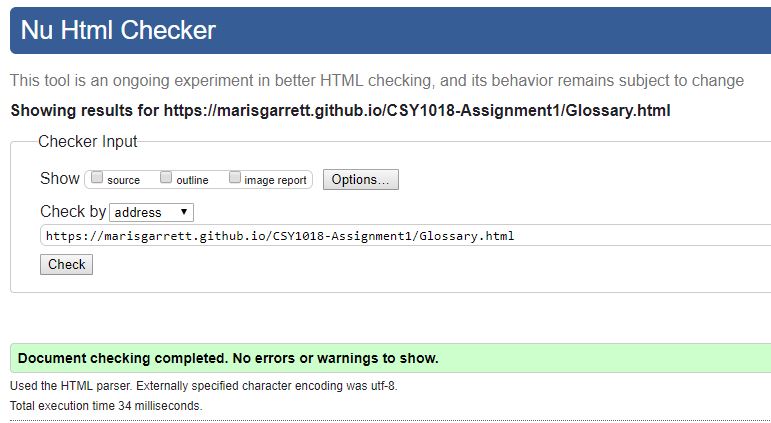 Nu Html Checker
This tool is an ongoing experiment in better HTML checking, and its behavior remains subject to change
Showing results for https://marisgarrett.github.io/CSY1018-Assignment1/Glossary.html
Checker Input
Show source outline image report Options...
Check by address
https://marisgarrett.github.io/CSY1018-Assignment1/Glossary.html
Check
Document checking completed. No errors or warnings to show.
Used the HTML parser. Externally specified character encoding was utf-8.
Total execution time 34 milliseconds.